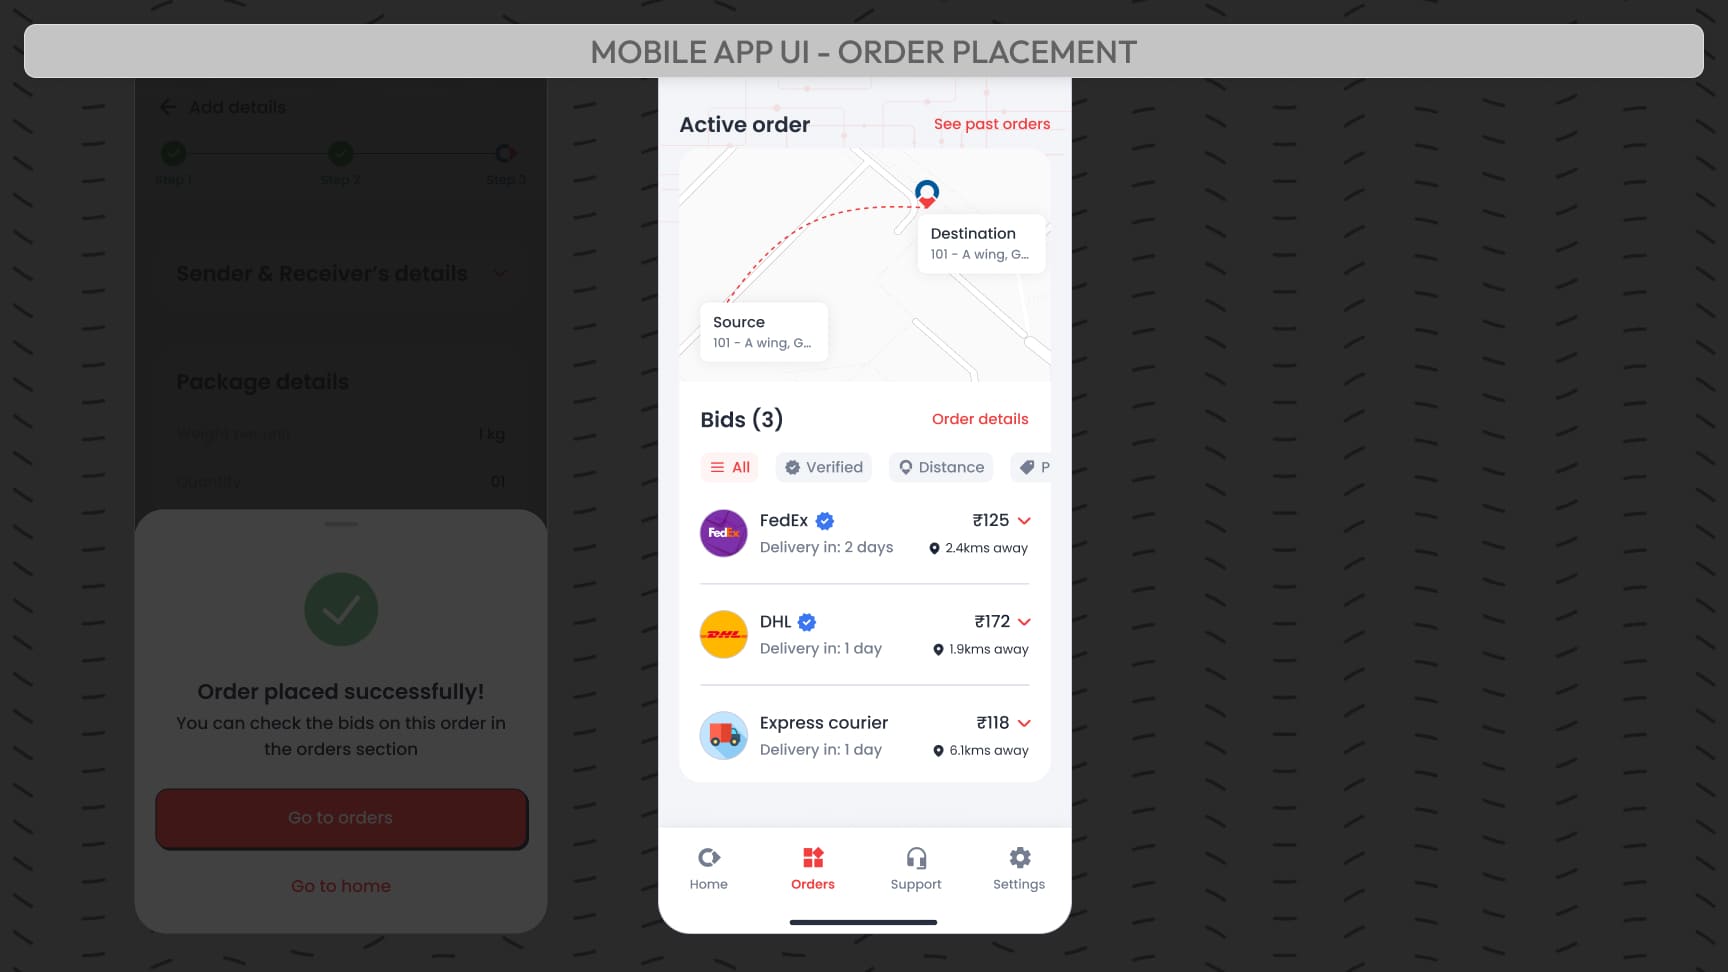 MOBILE APP UI - ORDER PLACEMENT
Add details
Step 1
Step 2
Step 3
Sender & Receiver's details
Package details
Weight per unit
1 kg
Quantity
01
Order placed successfully!
You can check the bids on this order in
the orders section
Go to orders
Go to home
Active order
See past orders
Destination
101 - A wing, G...
Source
101 - A wing, G...
Bids (3)
Order details
All
Verified
Distance
P
FedEx
FedEx
₹125
Delivery in: 2 days
2.4kms away
DHL
DHL
₹172
Delivery in: 1 day
1.9kms away
Express courier
₹118
Delivery in: 1 day
6.1kms away
Home
Orders
Support
Settings